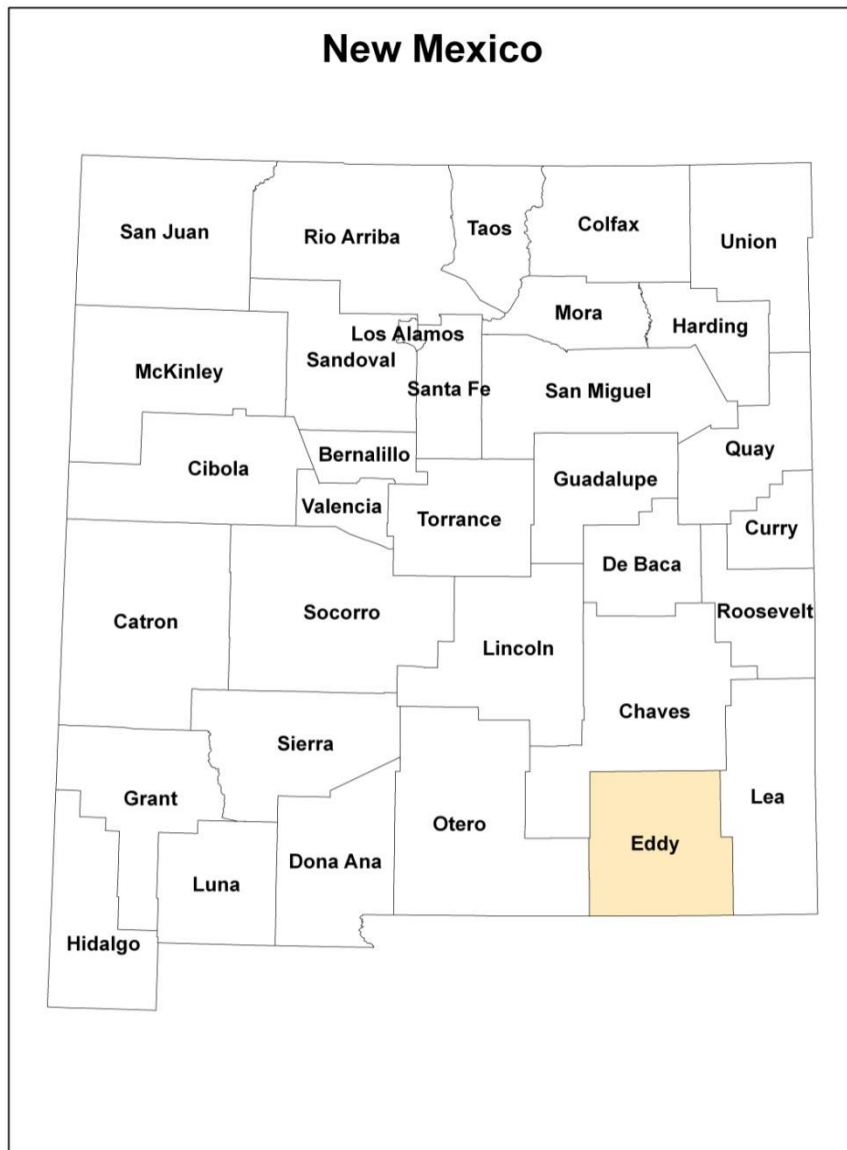 New Mexico
San Juan
Rio Arriba
Taos
Colfax
Union
Mora
Harding
Los Alamos
Sandoval
McKinley
Santa Fe
San Miguel
Quay
Bernalillo
Cibola
Guadalupe
Valencia
Torrance
Curry
De Baca
Roosevelt
Catron
Socorro
Lincoln
Chaves
Sierra
Grant
Lea
Otero
Eddy
Dona Ana
Luna
Hidalgo